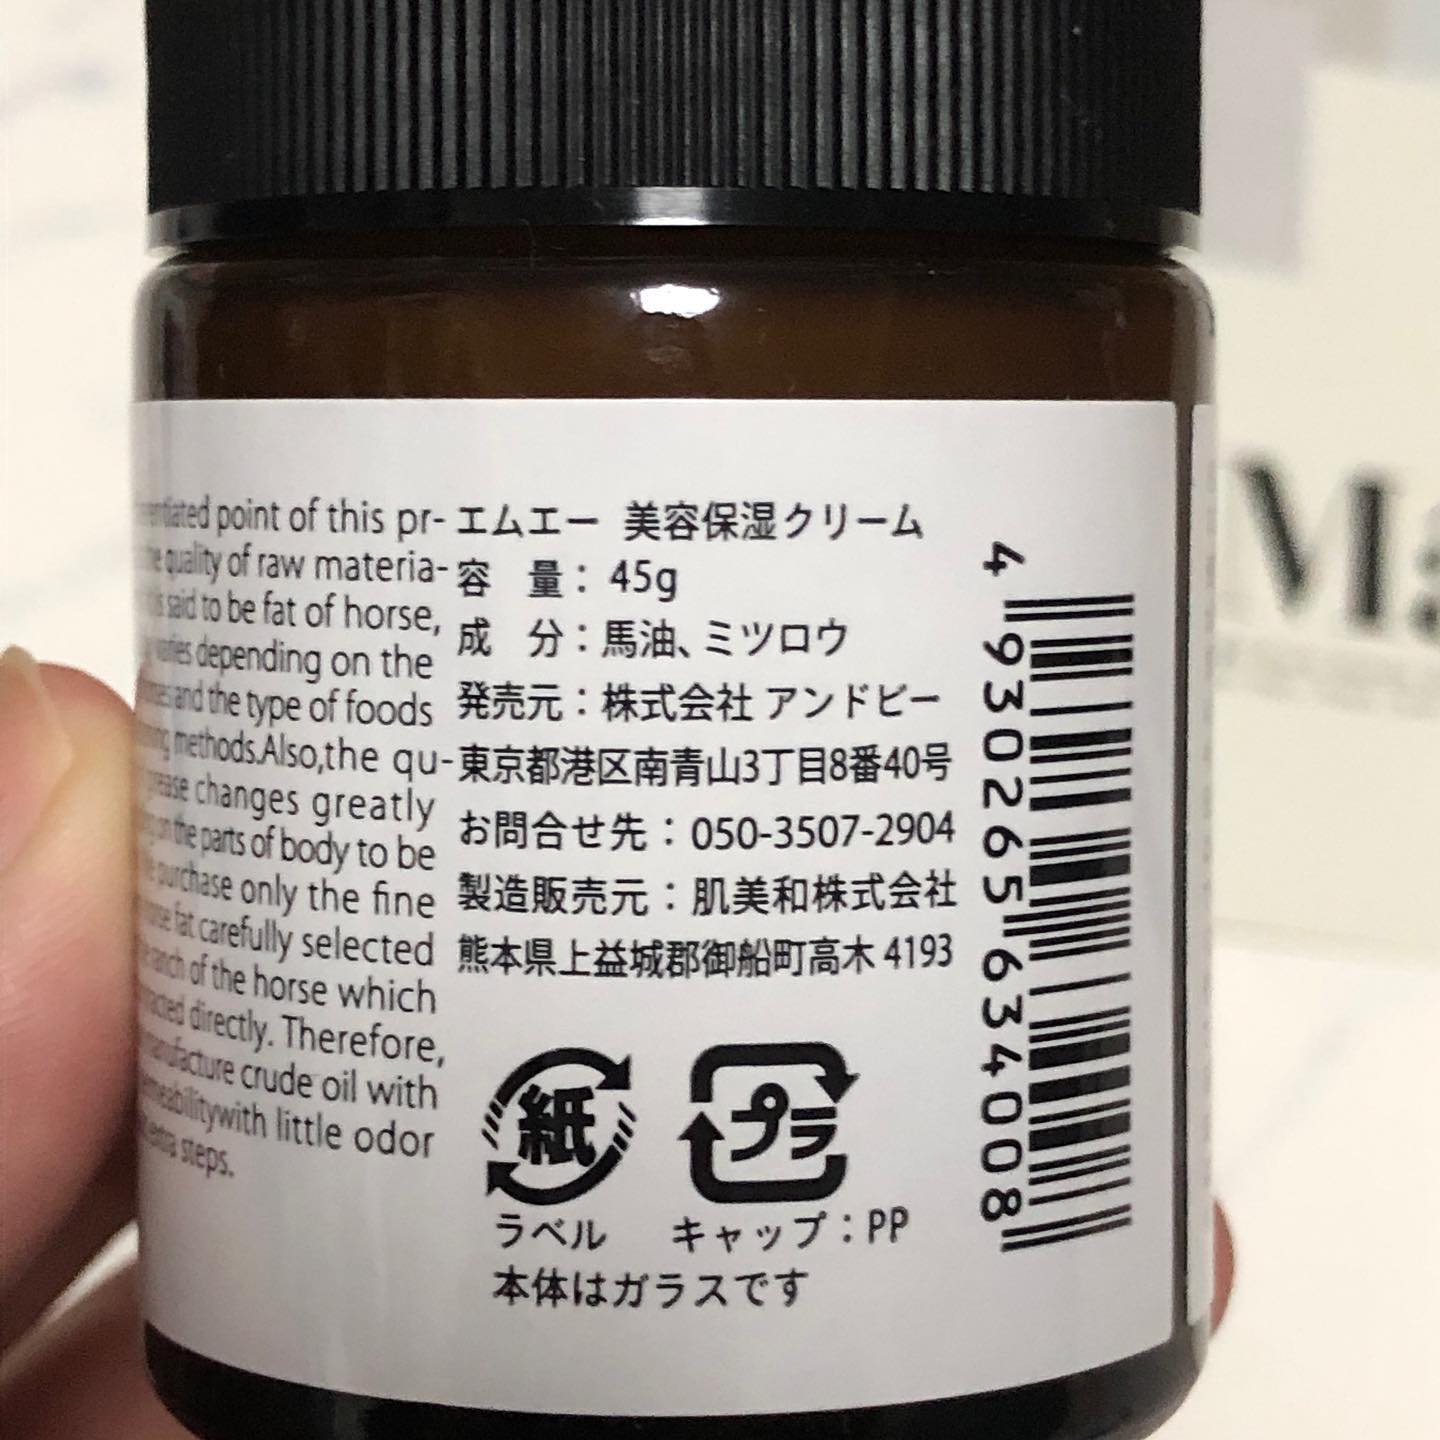 point of this pr-
quality of raw materia-
is said to be fat of horse,
varies depending on the
and the type of foods
methods.Also,the qu-
grease changes greatly
on the parts of body to be
purchase only the fine
horse fat carefully selected
ranch of the horse which
directly. Therefore,
manufacture crude oil with
with little odor
extra steps.
エムエー 美容保湿クリーム
容 量：45g
成 分：馬油、ミツロウ
発売元：株式会社 アンドビー
東京都港区南青山3丁目8番40号
お問合せ先：050-3507-2904
製造販売元：肌美和株式会社
熊本県上益城郡御船町高木 4193
紙
プラ
ラベル キャップ：PP
本体はガラスです
4 930265 634008
Ma